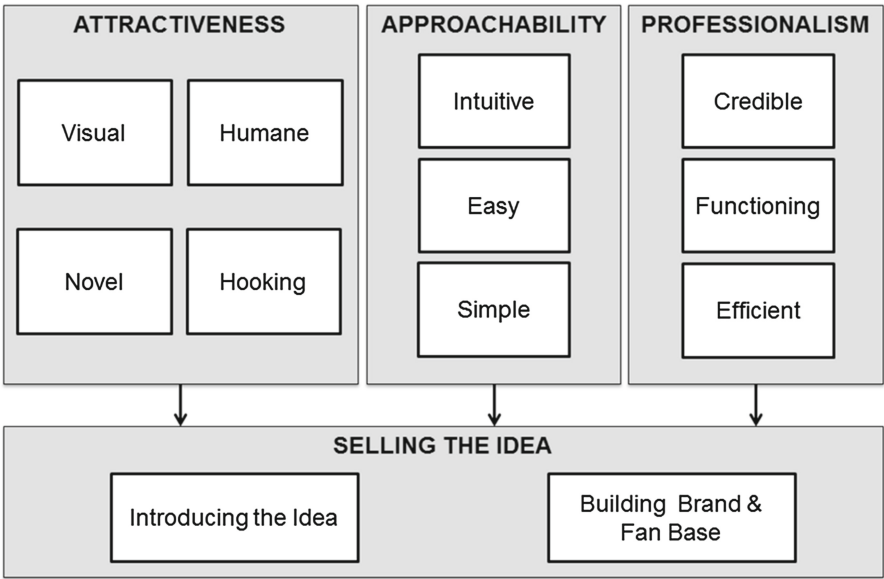 ATTRACTIVENESS
Visual
Humane
Novel
Hooking
APPROACHABILITY
Intuitive
Easy
Simple
PROFESSIONALISM
Credible
Functioning
Efficient
SELLING THE IDEA
Introducing the Idea
Building Brand &
Fan Base